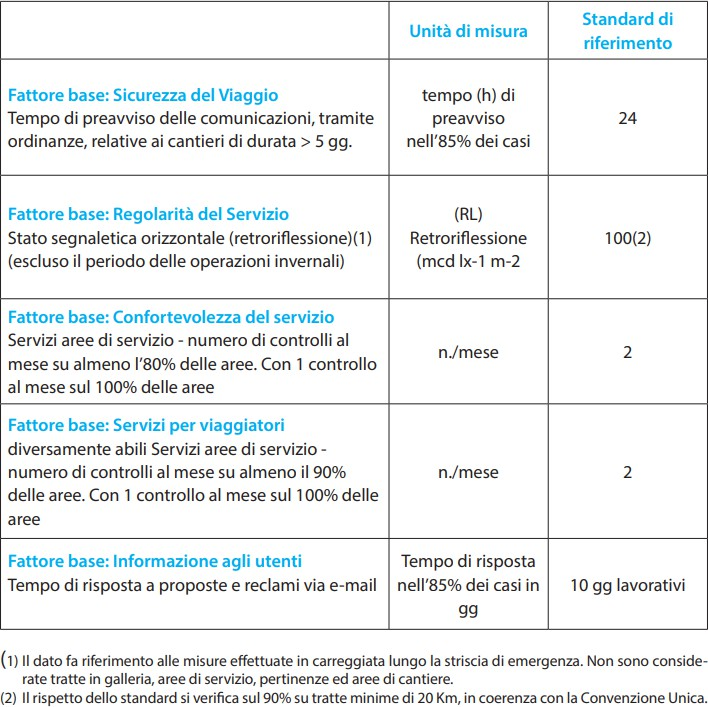 Unità di misura
Standard di
riferimento
Fattore base: Sicurezza del Viaggio
Tempo di preavviso delle comunicazioni, tramite
ordinanze, relative ai cantieri di durata > 5 gg.
tempo (h) di
preavviso
nell'85% dei casi
24
Fattore base: Regolarità del Servizio
Stato segnaletica orizzontale (retroriflessione)(1)
(escluso il periodo delle operazioni invernali)
(RL)
Retroriflessione
(mcd lx-1 m-2
100(2)
Fattore base: Confortevolezza del servizio
Servizi aree di servizio - numero di controlli al
mese su almeno l'80% delle aree. Con 1 controllo
al mese sul 100% delle aree
n./mese
2
Fattore base: Servizi per viaggiatori
diversamente abili Servizi aree di servizio -
numero di controlli al mese su almeno il 90%
delle aree. Con 1 controllo al mese sul 100% delle
aree
n./mese
2
Fattore base: Informazione agli utenti
Tempo di risposta a proposte e reclami via e-mail
Tempo di risposta
nell'85% dei casi in
gg
10 gg lavorativi
(1) Il dato fa riferimento alle misure effettuate in carreggiata lungo la striscia di emergenza. Non sono conside-
rate tratte in galleria, aree di servizio, pertinenze ed aree di cantiere.
(2) Il rispetto dello standard si verifica sul 90% su tratte minime di 20 Km, in coerenza con la Convenzione Unica.